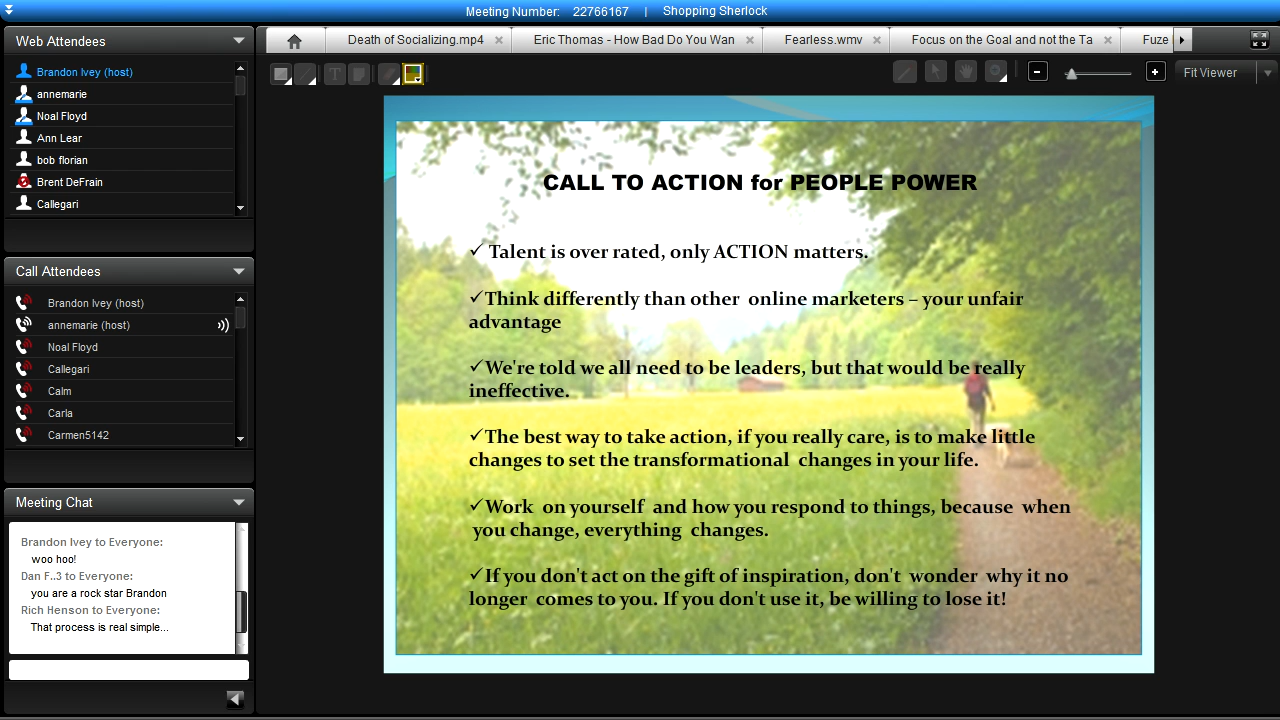 Meeting Number: 22766167 | Shopping Sherlock
Web Attendees
Brandon Ivey (host)
annemarie
Noal Floyd
Ann Lear
bob florian
Brent DeFrain
Callegari
Call Attendees
Brandon Ivey (host)
annemarie (host)
Noal Floyd
Callegari
Calm
Carla
Carmen5142
Meeting Chat
Brandon Ivey to Everyone:
woo hoo!
Dan F..3 to Everyone:
you are a rock star Brandon
Rich Henson to Everyone:
That process is real simple...
Death of Socializing.mp4
Eric Thomas - How Bad Do You Wan
Fearless.wmv
Focus on the Goal and not the Ta
Fuze
T
Fit Viewer
CALL TO ACTION for PEOPLE POWER
✓ Talent is over rated, only ACTION matters.
✓Think differently than other online marketers – your unfair
advantage
✓We're told we all need to be leaders, but that would be really
ineffective.
✓The best way to take action, if you really care, is to make little
changes to set the transformational changes in your life.
✓Work on yourself and how you respond to things, because when
you change, everything changes.
✓If you don't act on the gift of inspiration, don't wonder why it no
longer comes to you. If you don't use it, be willing to lose it!